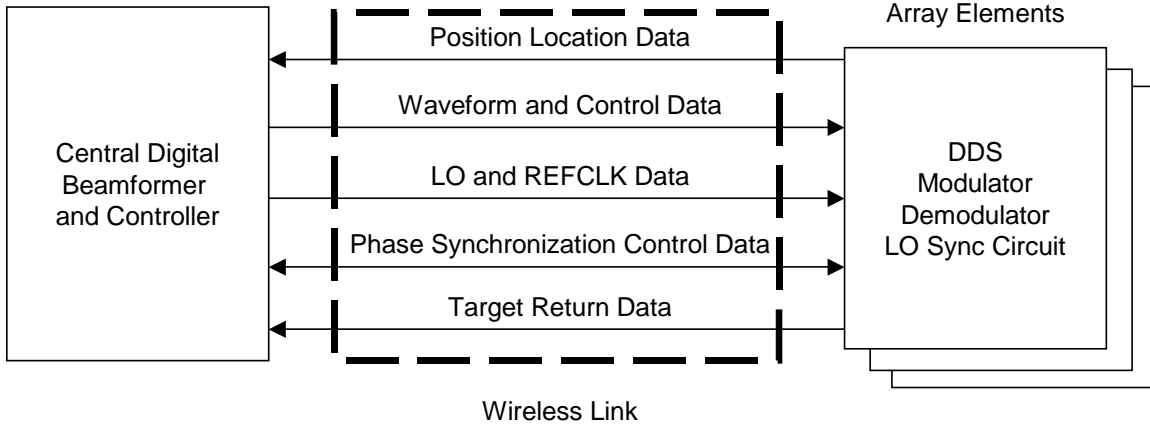 Array Elements
Position Location Data
Waveform and Control Data
LO and REFCLK Data
Phase Synchronization Control Data
Target Return Data
Central Digital
Beamformer
and Controller
DDS
Modulator
Demodulator
LO Sync Circuit
Wireless Link